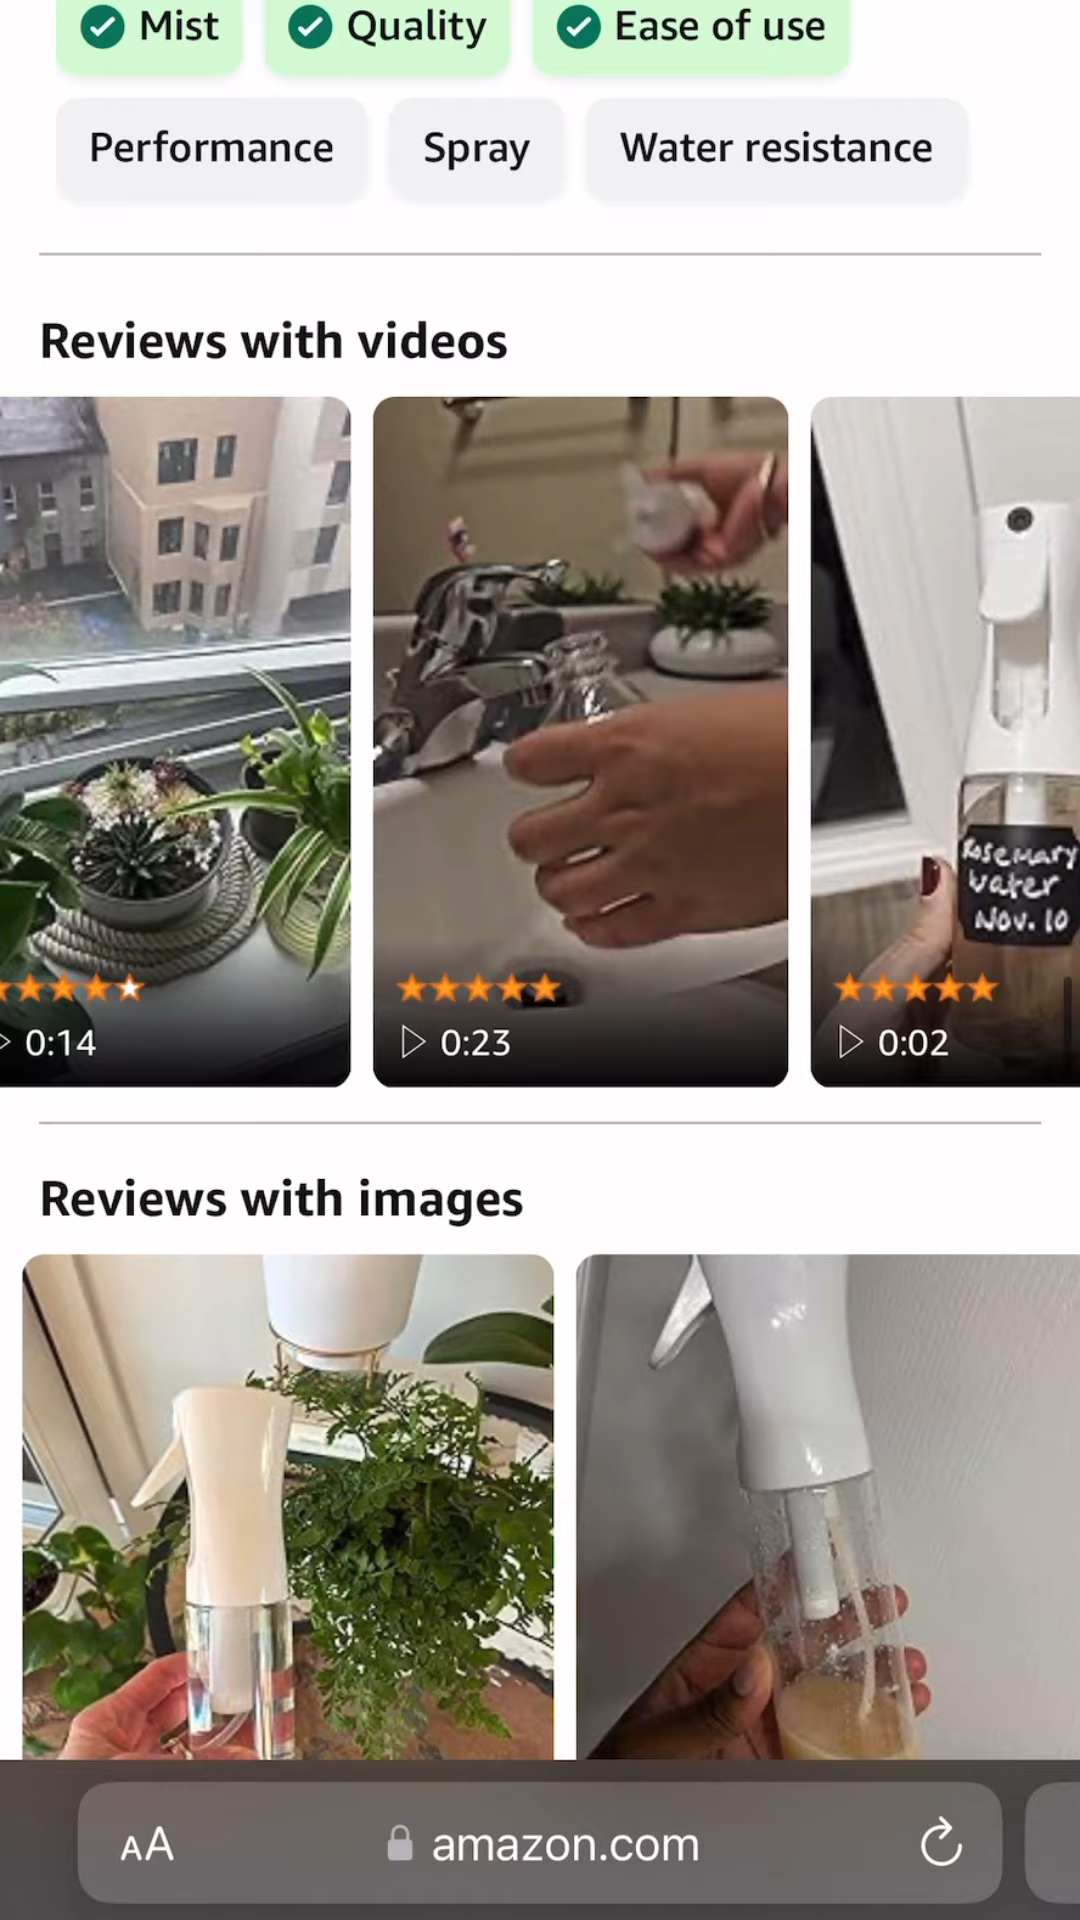 Mist Quality Ease of use
Performance Spray Water resistance
Reviews with videos
Rosemary
water
Nov. 10
0:14 0:23 0:02
Reviews with images
AA amazon.com